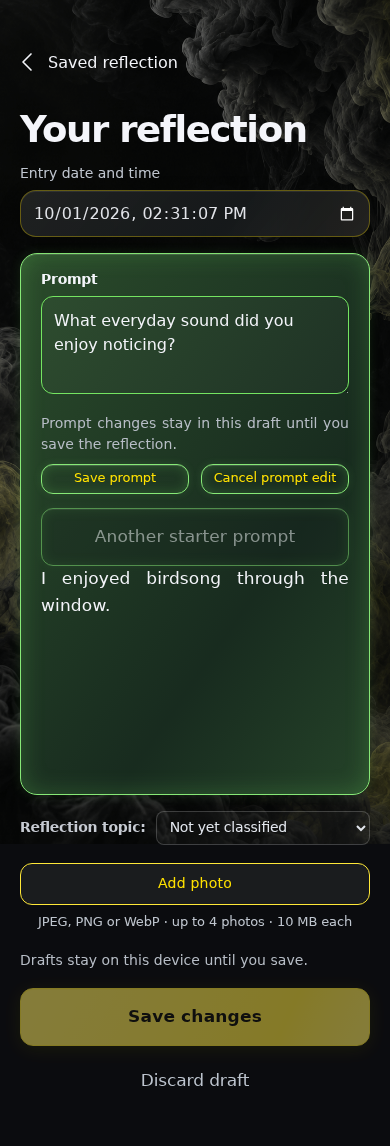 Saved reflection
Your reflection
Entry date and time
10/01/2026, 02:31:07 PM
Prompt
What everyday sound did you
enjoy noticing?
Prompt changes stay in this draft until you
save the reflection.
Save prompt
Cancel prompt edit
Another starter prompt
I enjoyed birdsong through the
window.
Reflection topic:
Not yet classified
Add photo
JPEG, PNG or WebP · up to 4 photos · 10 MB each
Drafts stay on this device until you save.
Save changes
Discard draft